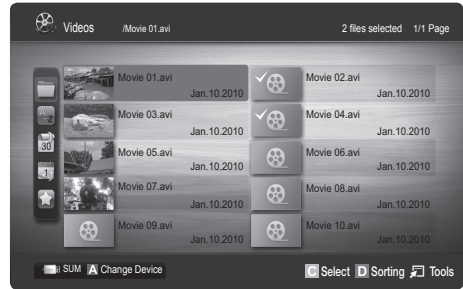 Videos /Movie 01.avi 2 files selected 1/1 Page
Movie 01.avi Movie 02.avi
Jan.10.2010 Jan.10.2010
Movie 03.avi Movie 04.avi
Jan.10.2010 Jan.10.2010
Movie 05.avi Movie 06.avi
Jan.10.2010 Jan.10.2010
Movie 07.avi Movie 08.avi
Jan.10.2010 Jan.10.2010
Movie 09.avi Movie 10.avi
Jan.10.2010 Jan.10.2010
A Z
30
1
SUM A Change Device C Select D Sorting Tools